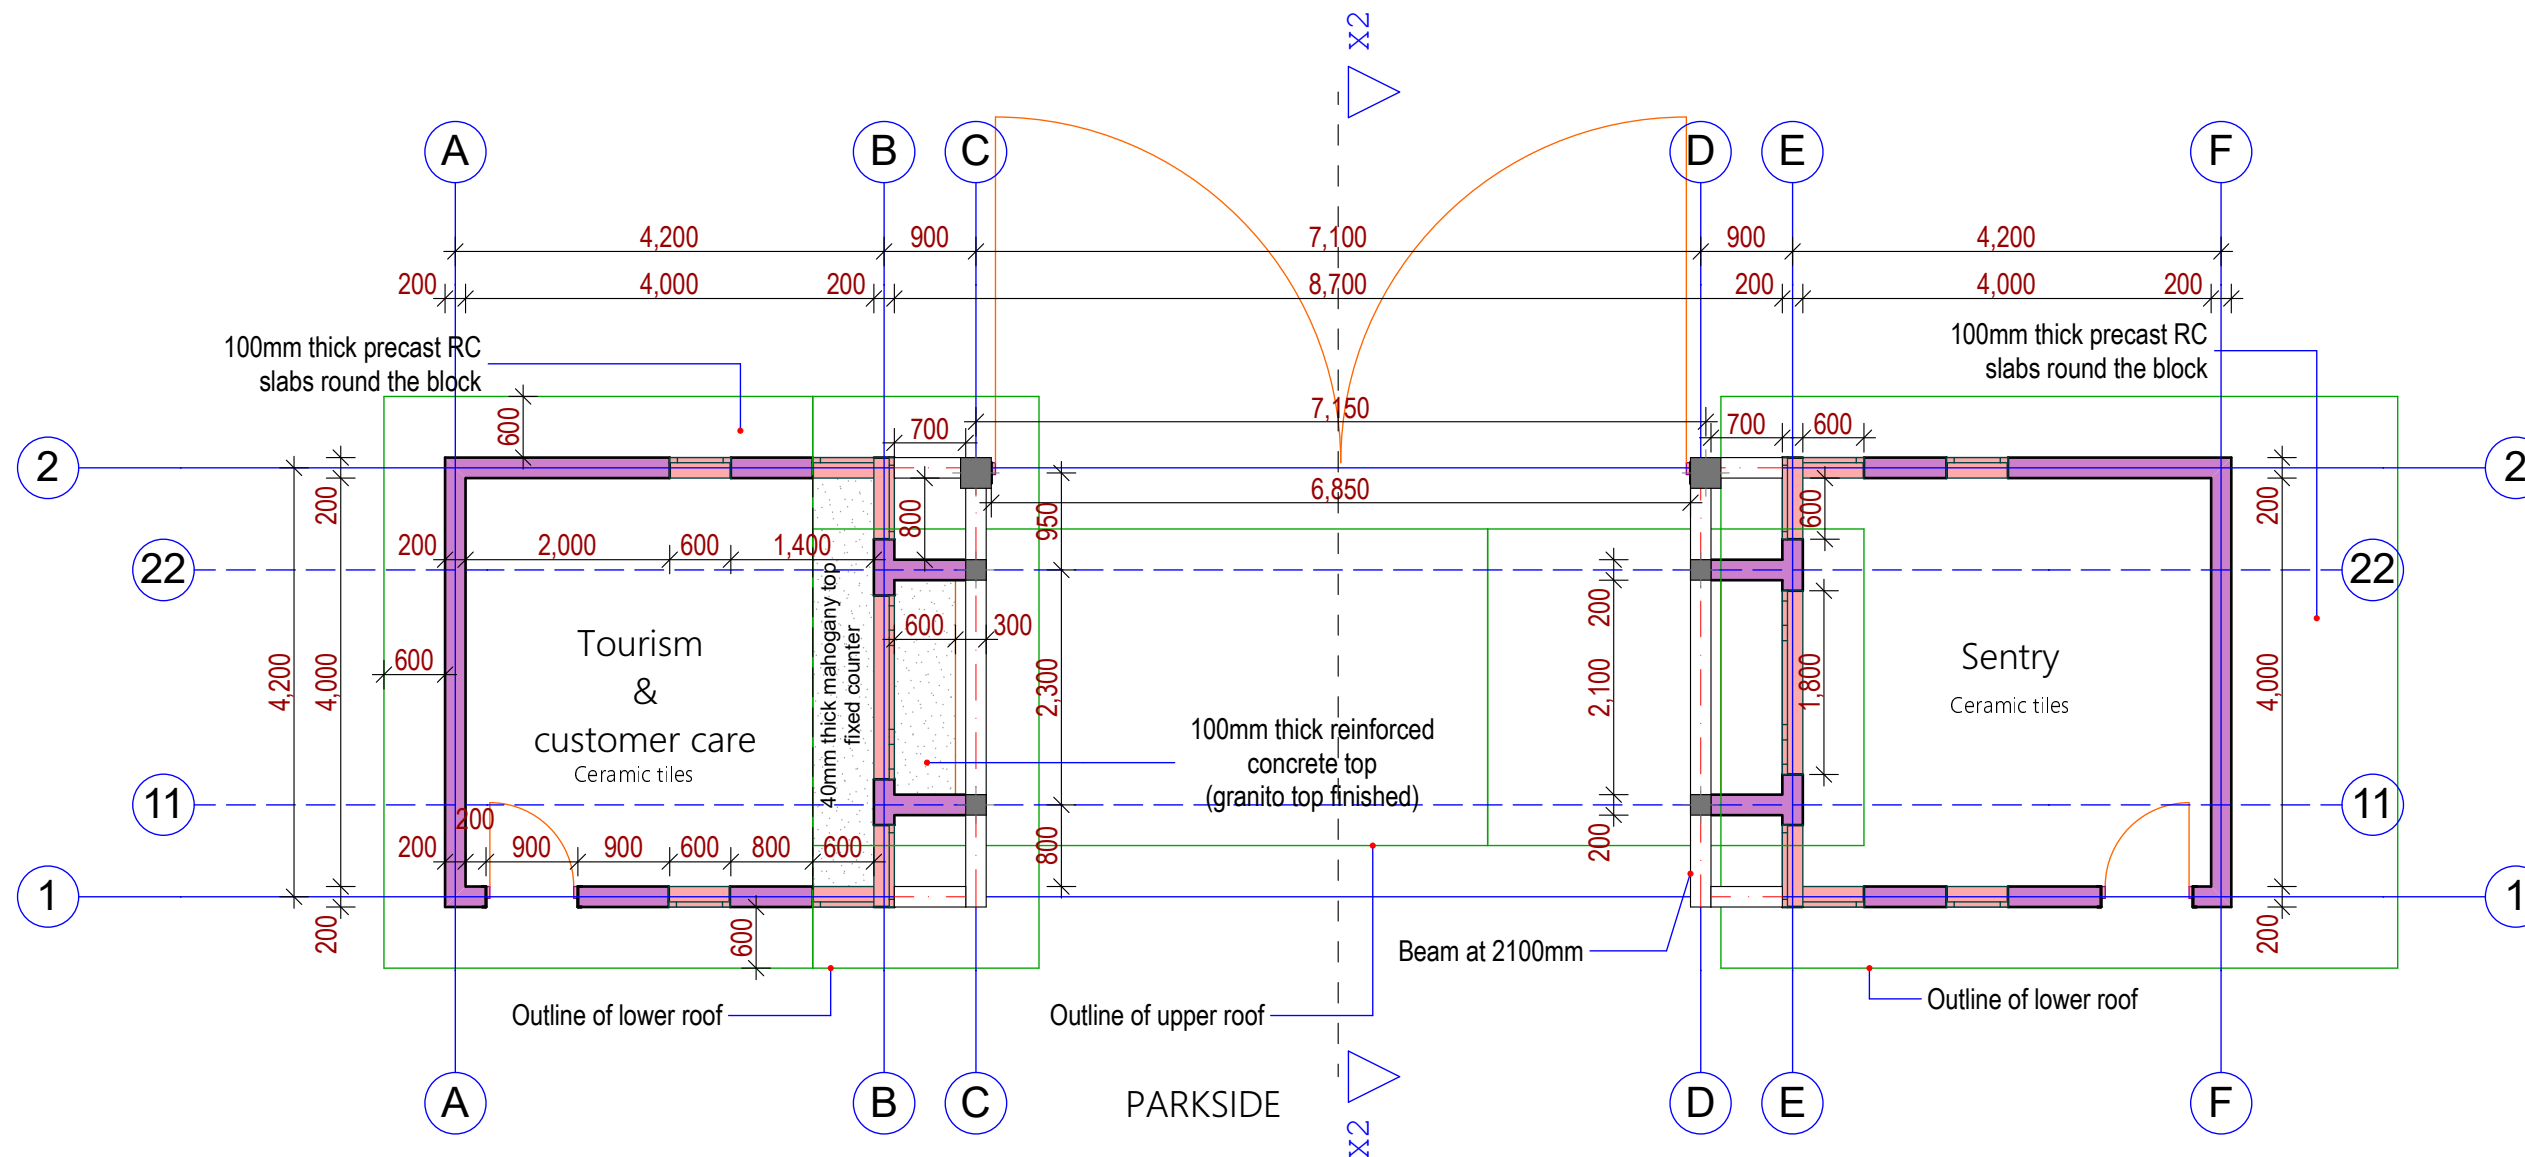 X2
A
B
C
D
E
F
4,200
900
7,100
900
4,200
200
4,000
200
8,700
200
4,000
200
100mm thick precast RC
slabs round the block
100mm thick precast RC
slabs round the block
600
700
7,150
700
600
2
2
200
6,850
800
950
600
200
200
2,000
600
1,400
22
22
200
600
300
Tourism
&
customer care
Ceramic tiles
40mm thick mahogany top
fixed counter
600
4,200
4,000
2,300
2,100
1,800
4,000
Sentry
Ceramic tiles
100mm thick reinforced
concrete top
(granito top finished)
11
11
200
200
900
900
600
800
600
800
200
1
1
200
600
200
Beam at 2100mm
Outline of lower roof
Outline of upper roof
Outline of lower roof
A
B
C
PARKSIDE
D
E
F
X2